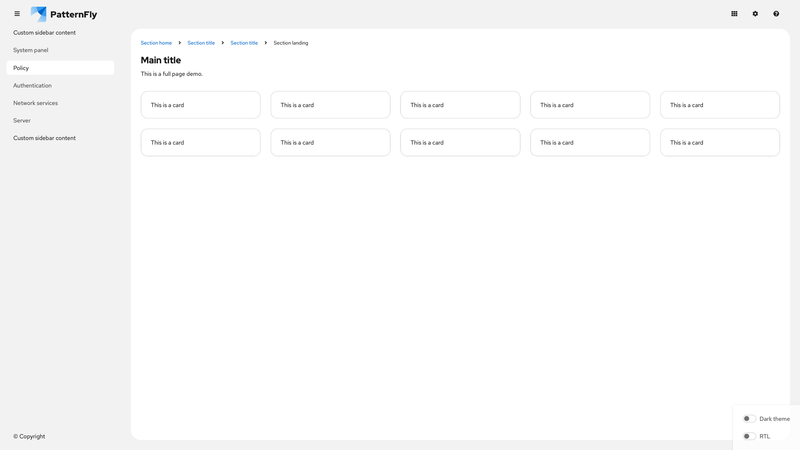 PatternFly
Custom sidebar content
System panel
Policy
Authentication
Network services
Server
Custom sidebar content
© Copyright
Section home
Section title
Section title
Section landing
Main title
This is a full page demo.
This is a card
This is a card
This is a card
This is a card
This is a card
This is a card
This is a card
This is a card
This is a card
This is a card
Dark theme
RTL